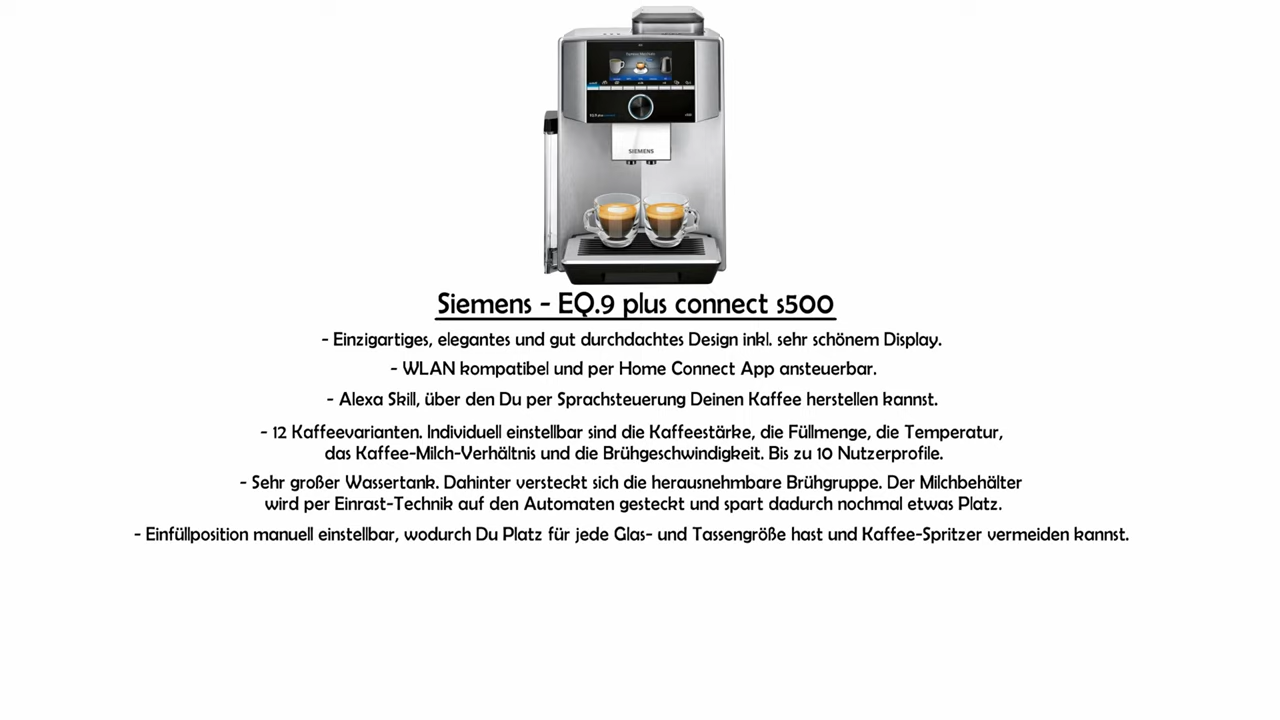 SIEMENS
Siemens - EQ.9 plus connect s500
- Einzigartiges, elegantes und gut durchdachtes Design inkl. sehr schönem Display.
- WLAN kompatibel und per Home Connect App ansteuerbar.
- Alexa Skill, über den Du per Sprachsteuerung Deinen Kaffee herstellen kannst.
- 12 Kaffeevarianten. Individuell einstellbar sind die Kaffeestärke, die Füllmenge, die Temperatur,
das Kaffee-Milch-Verhältnis und die Brühgeschwindigkeit. Bis zu 10 Nutzerprofile.
- Sehr großer Wassertank. Dahinter versteckt sich die herausnehmbare Brühgruppe. Der Milchbehälter
wird per Einrast-Technik auf den Automaten gesteckt und spart dadurch nochmal etwas Platz.
- Einfüllposition manuell einstellbar, wodurch Du Platz für jede Glas- und Tassengröße hast und Kaffee-Spritzer vermeiden kannst.